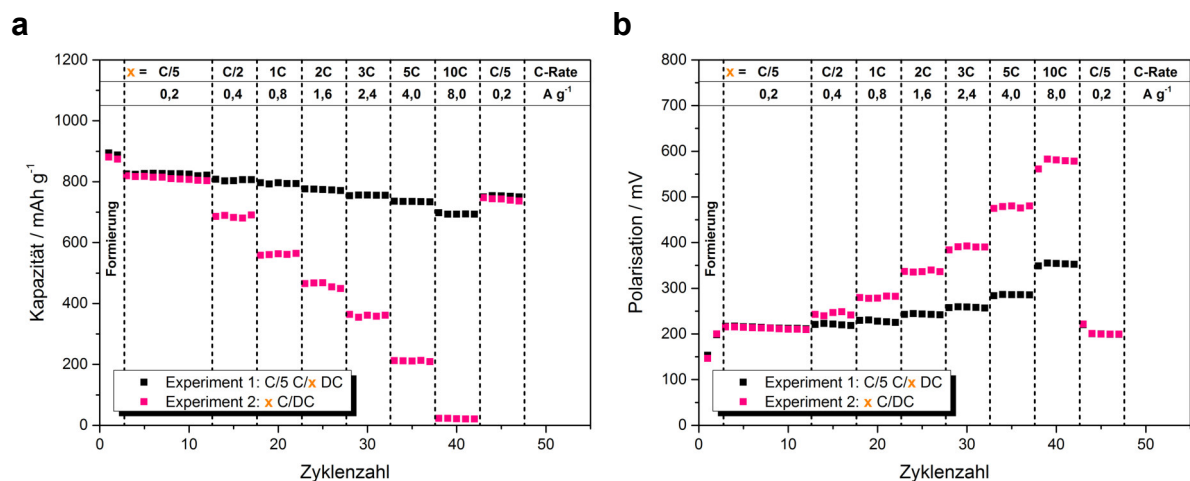 a
1200
1000
800
600
400
200
0
Kapazität / mAh g⁻¹
x = C/5 C/2 1C 2C 3C 5C 10C C/5 C-Rate
0,2 0,4 0,8 1,6 2,4 4,0 8,0 0,2 A g⁻¹
Formierung
Experiment 1: C/5 C/x DC
Experiment 2: x C/DC
0 10 20 30 40 50
Zyklenzahl
b
800
700
600
500
400
300
200
100
0
Polarisation / mV
x = C/5 C/2 1C 2C 3C 5C 10C C/5 C-Rate
0,2 0,4 0,8 1,6 2,4 4,0 8,0 0,2 A g⁻¹
Formierung
Experiment 1: C/5 C/x DC
Experiment 2: x C/DC
0 10 20 30 40 50
Zyklenzahl